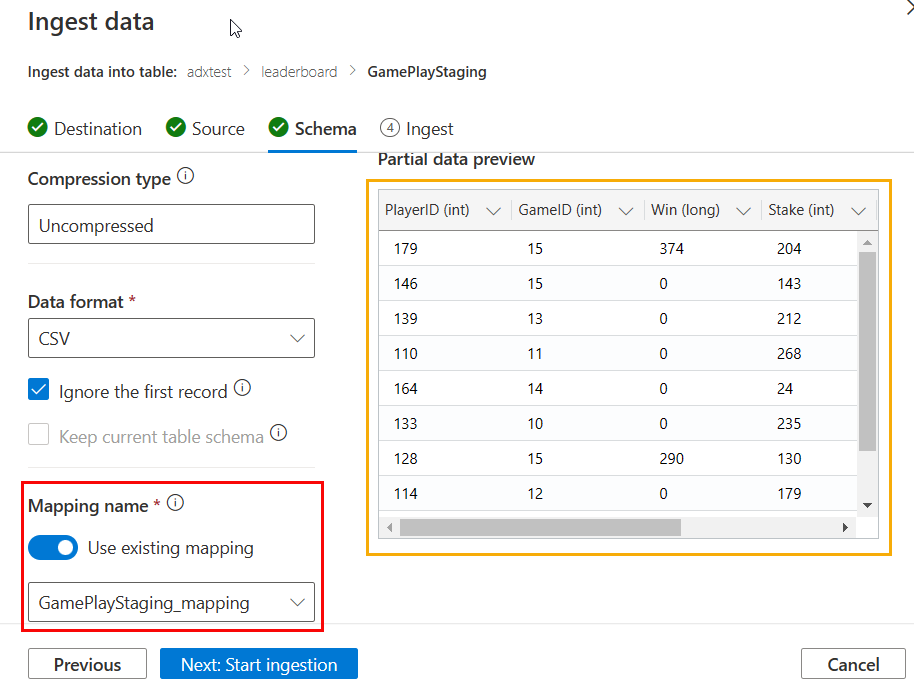 Ingest data
Ingest data into table: adxtest > leaderboard > GamePlayStaging
Destination Source Schema 4 Ingest
Compression type
Uncompressed
Data format *
CSV
Ignore the first record
Keep current table schema
Mapping name *
Use existing mapping
GamePlayStaging_mapping
Partial data preview
PlayerID (int) GameID (int) Win (long) Stake (int)
179 15 374 204
146 15 0 143
139 13 0 212
110 11 0 268
164 14 0 24
133 10 0 235
128 15 290 130
114 12 0 179
Previous Next: Start ingestion Cancel